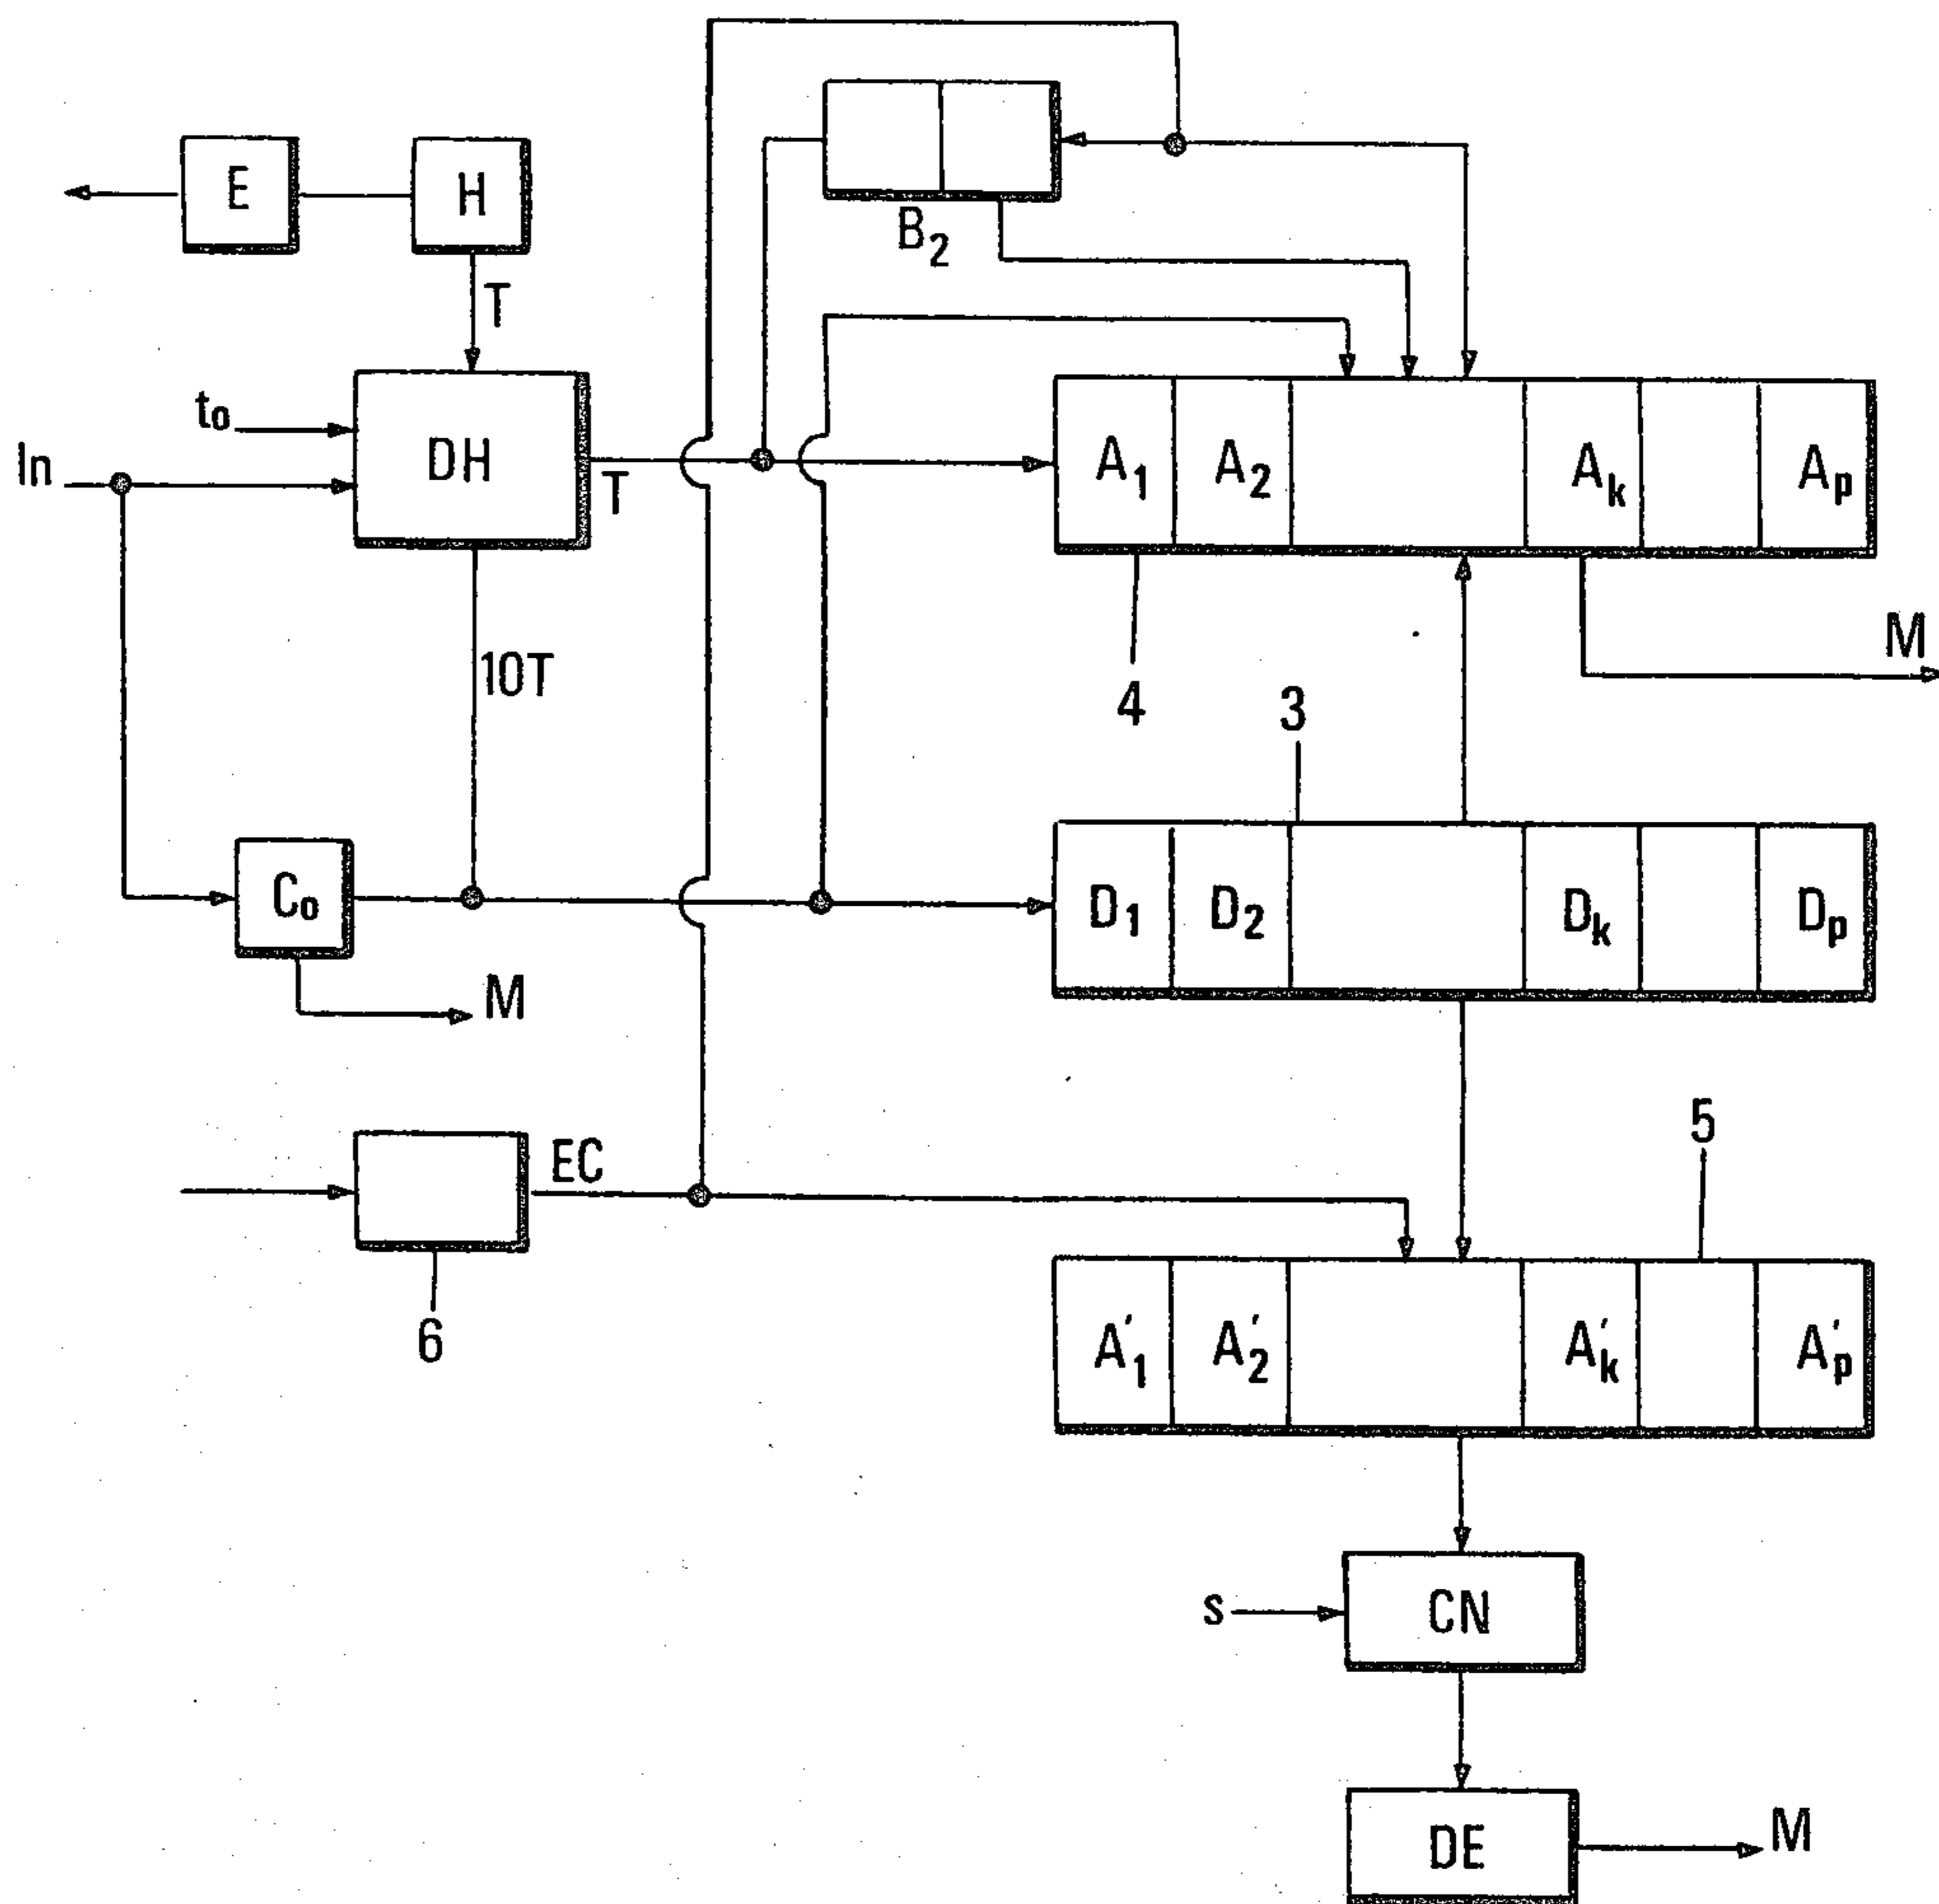 E
H
B₂
T
t₀
In
DH
T
A₁ A₂ Aₖ Aₚ
10T
4
3
M
C₀
D₁ D₂ Dₖ Dₚ
M
EC
5
6
A'₁ A'₂ A'ₖ A'ₚ
s
CN
DE
M